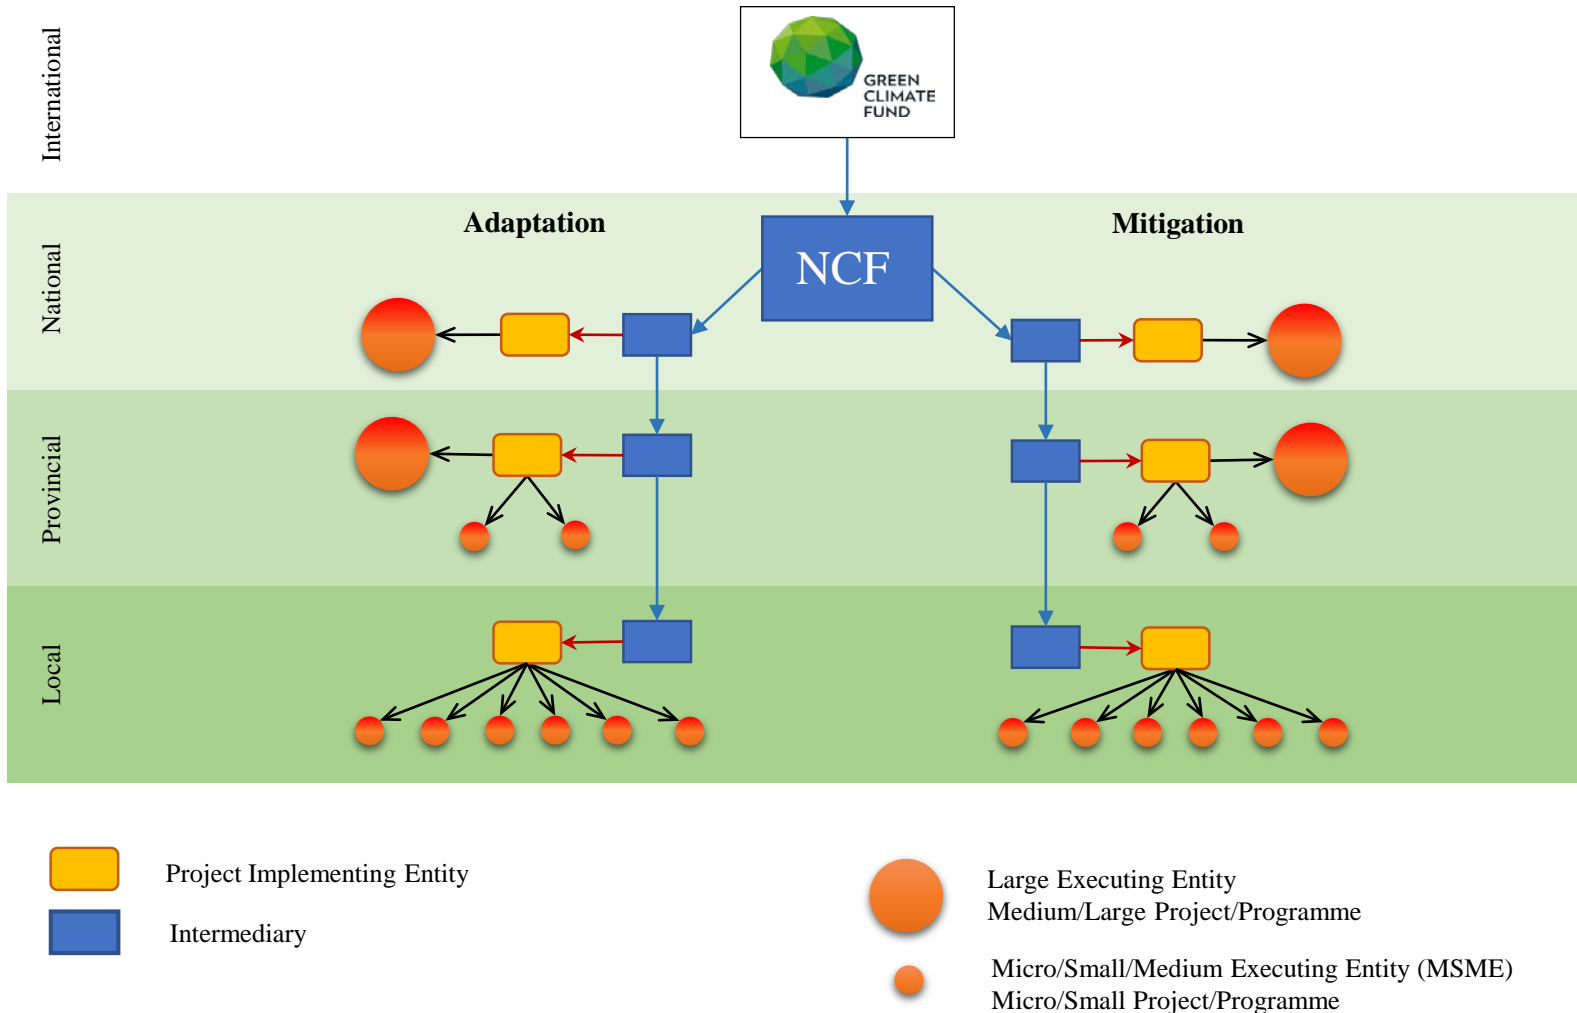 International
GREEN
CLIMATE
FUND
National
Adaptation
NCF
Mitigation
Provincial
Local
Project Implementing Entity
Intermediary
Large Executing Entity
Medium/Large Project/Programme
Micro/Small/Medium Executing Entity (MSME)
Micro/Small Project/Programme